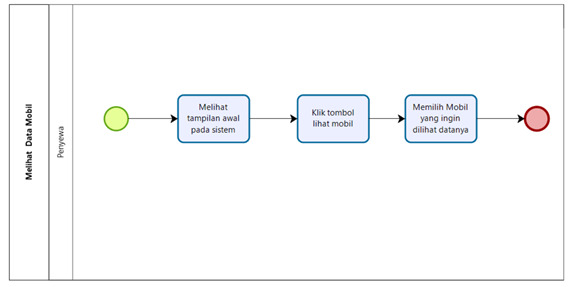 Melihat Data Mobil
Penyewa
Melihat
tampilan awal
pada sistem
Klik tombol
lihat mobil
Memilih Mobil
yang ingin
dilihat datanya